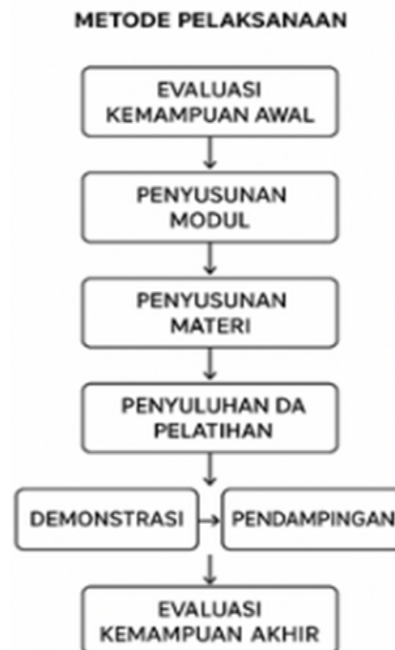 METODE PELAKSANAAN
EVALUASI
KEMAMPUAN AWAL
PENYUSUNAN
MODUL
PENYUSUNAN
MATERI
PENYULUHAN DA
PELATIHAN
DEMONSTRASI
PENDAMPINGAN
EVALUASI
KEMAMPUAN AKHIR